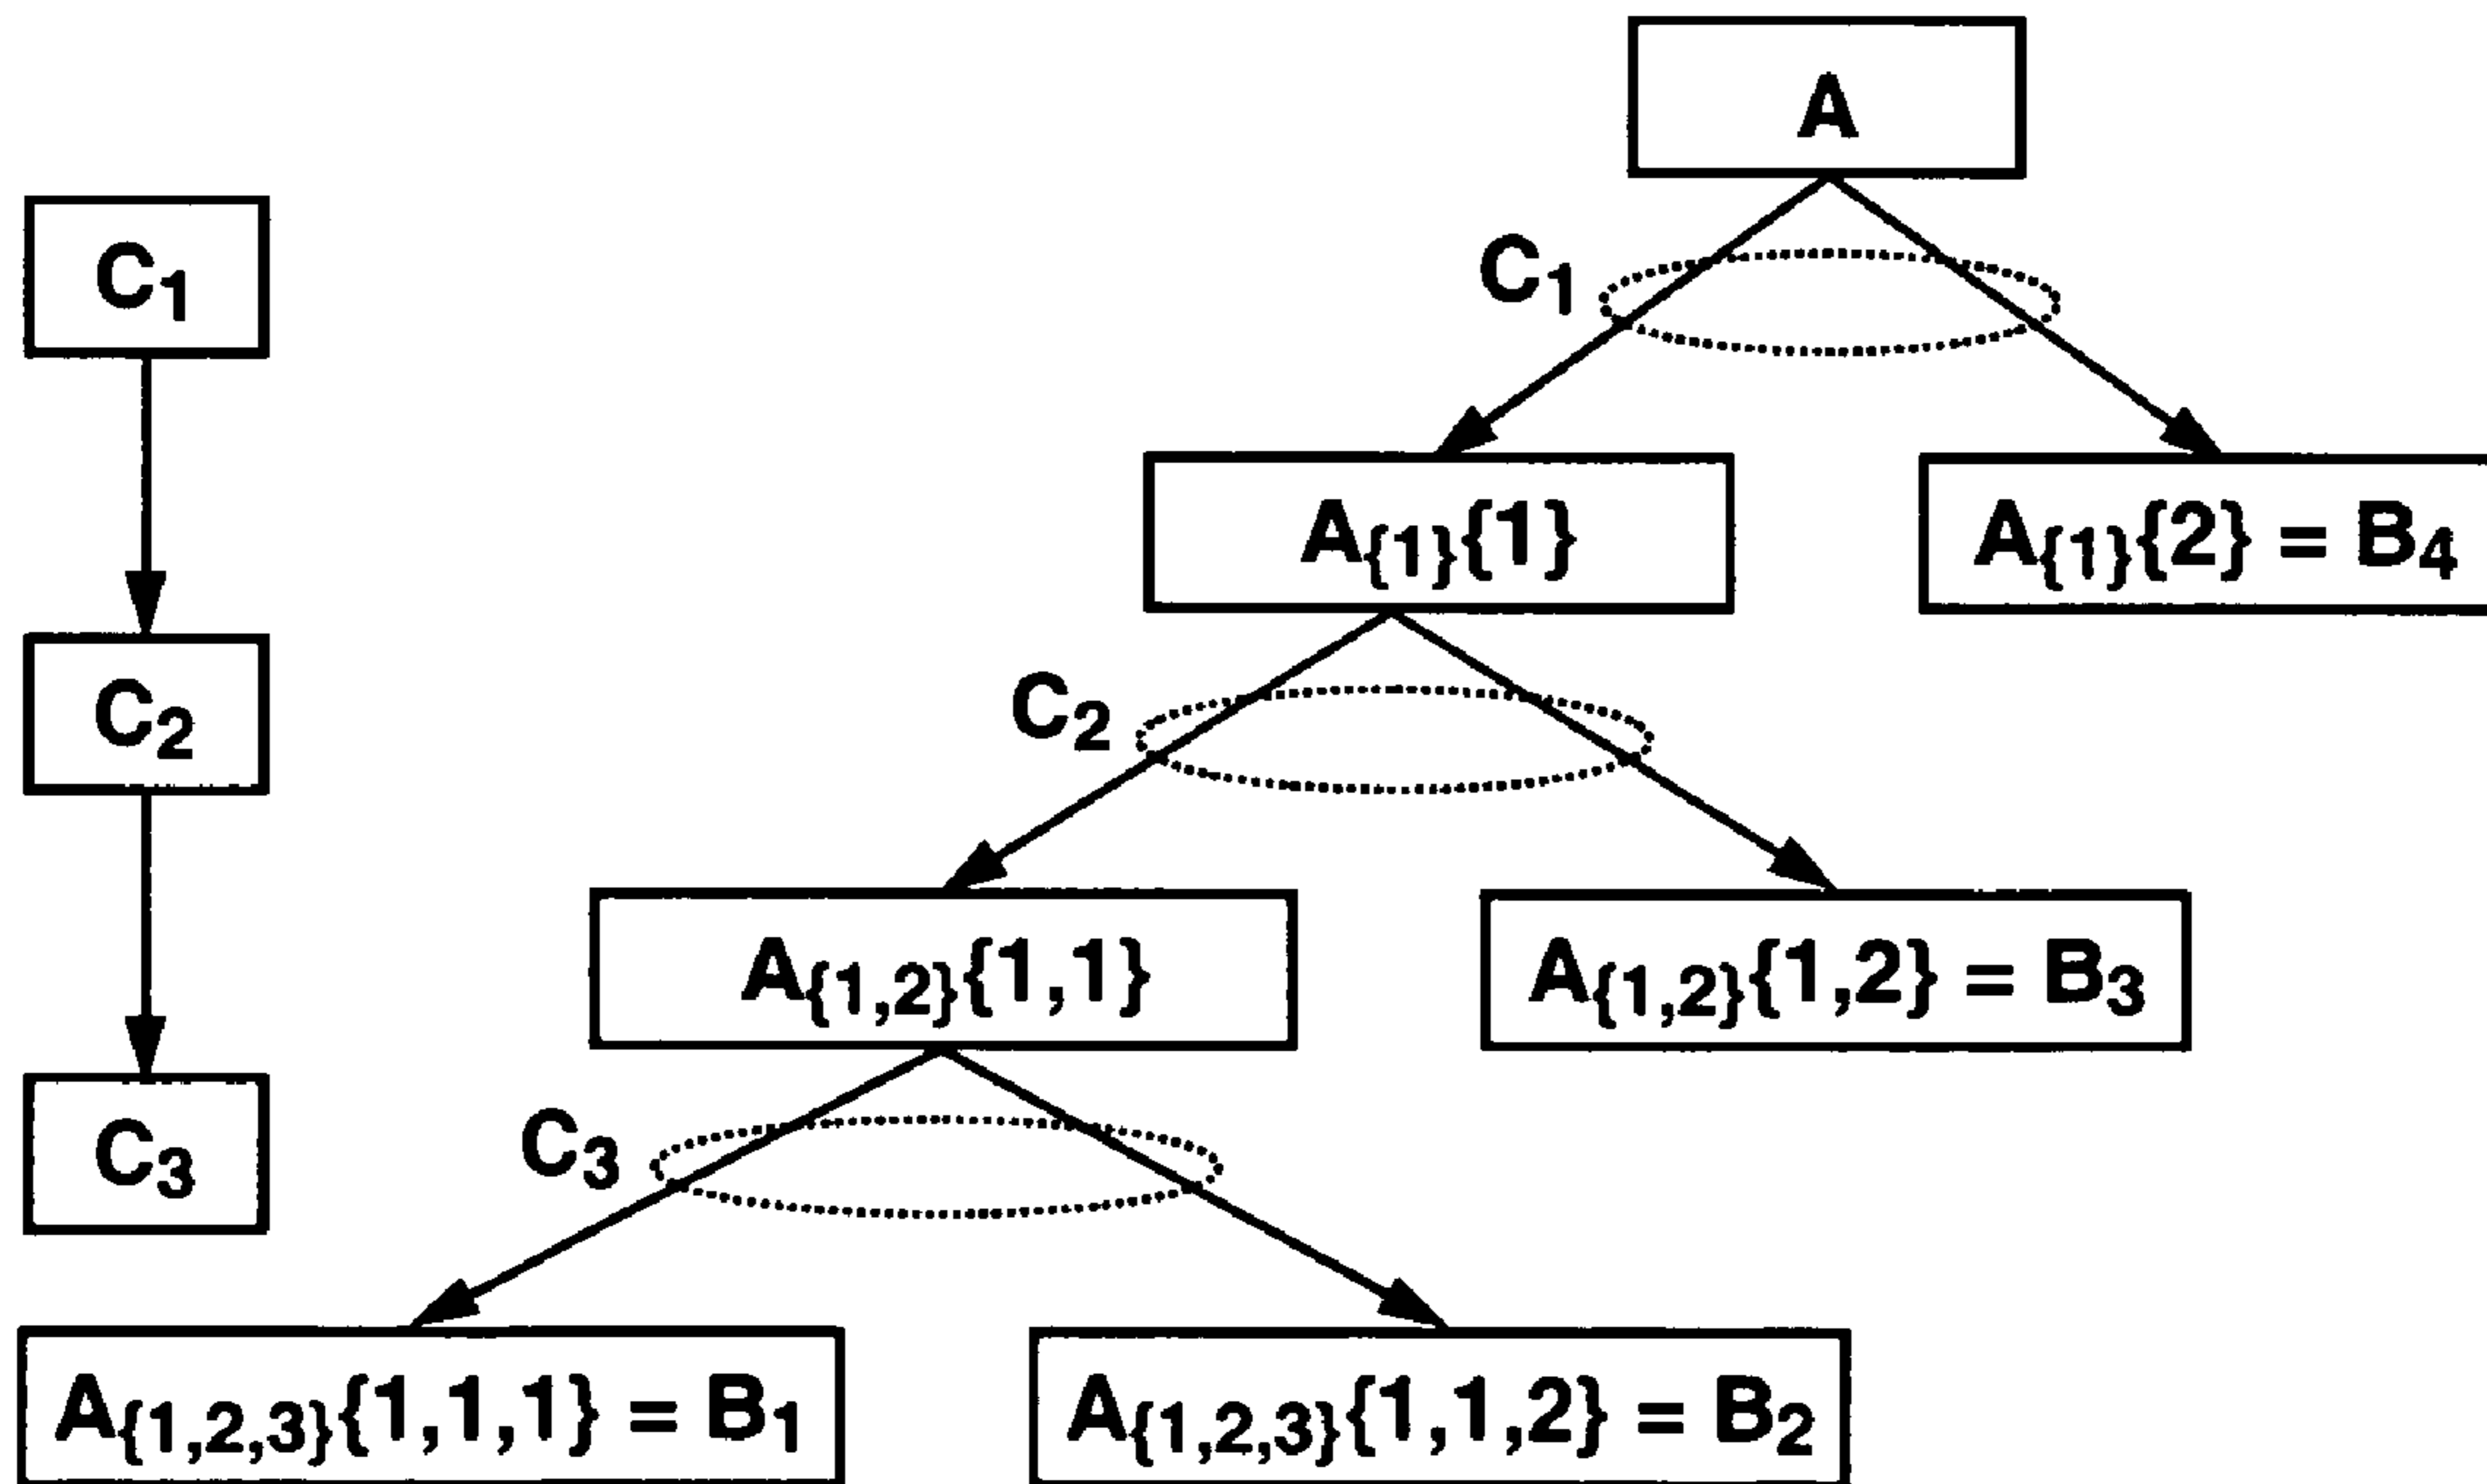 A
C₁
C₁
A{₁}{1}
A{₁}{2} = B₄
C₂
C₂
A{₁,₂}{1,1}
A{₁,₂}{1,2} = B₃
C₃
C₃
A{₁,₂,₃}{1,1,1} = B₁
A{₁,₂,₃}{1,1,2} = B₂